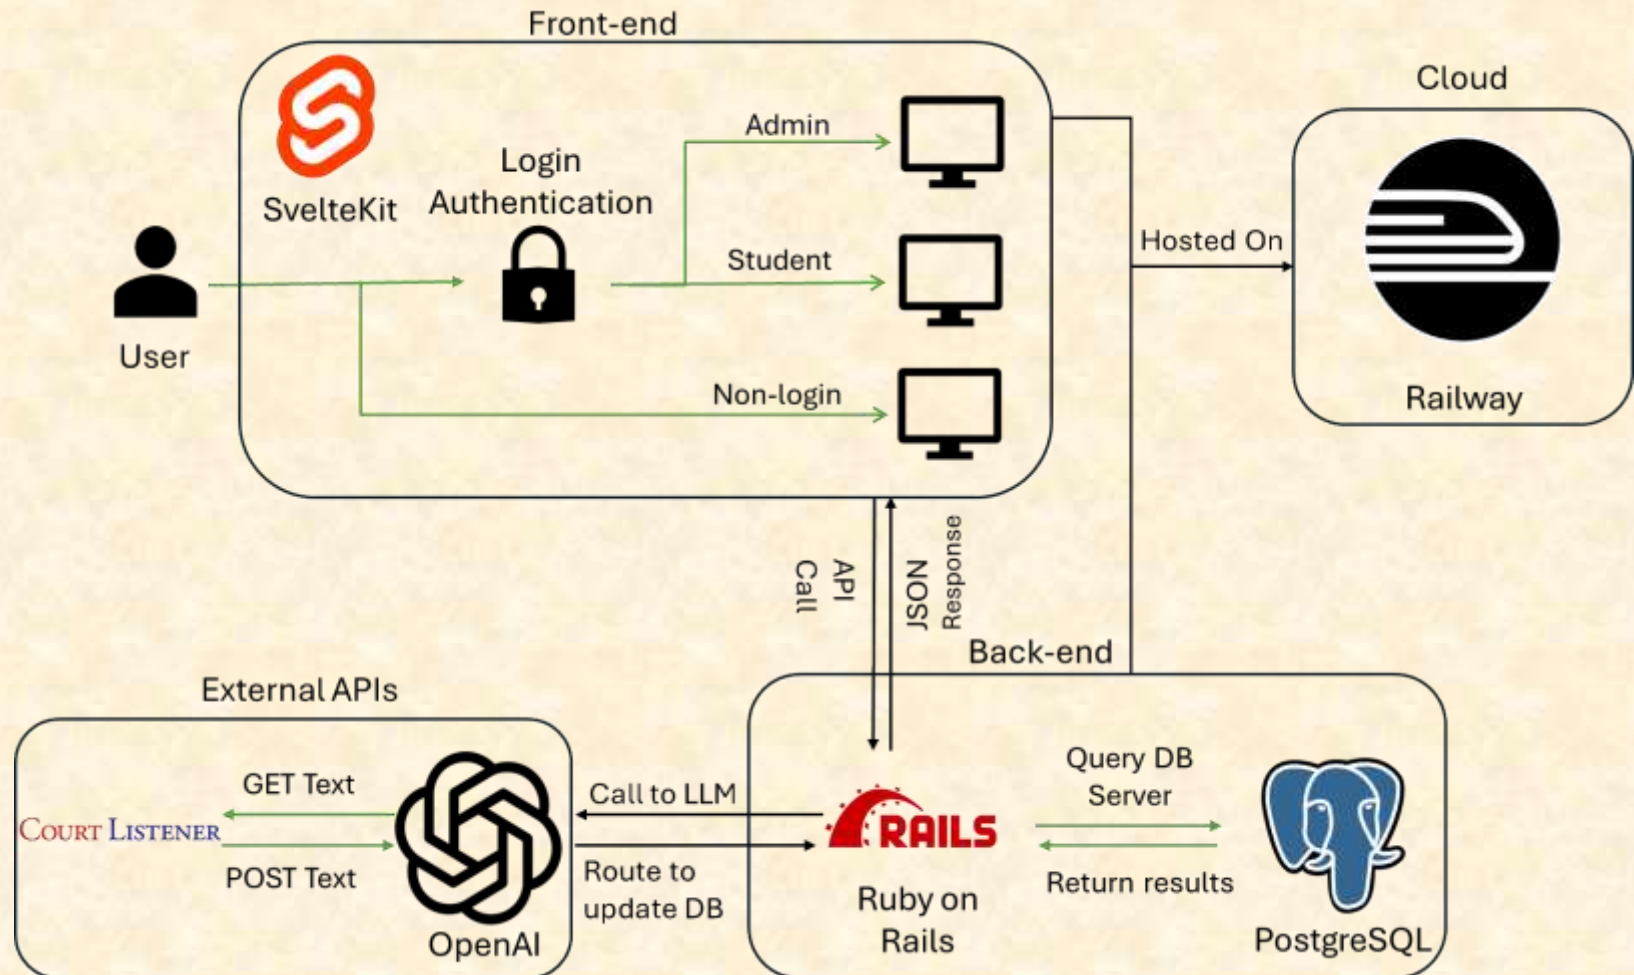 Front-end
Cloud
SvelteKit
Login
Authentication
Admin
Student
Non-login
User
Hosted On
Railway
API
Call
JSON
Response
Back-end
External APIs
GET Text
COURT LISTENER
POST Text
OpenAI
Call to LLM
Route to
update DB
RAILS
Ruby on
Rails
Query DB
Server
Return results
PostgreSQL